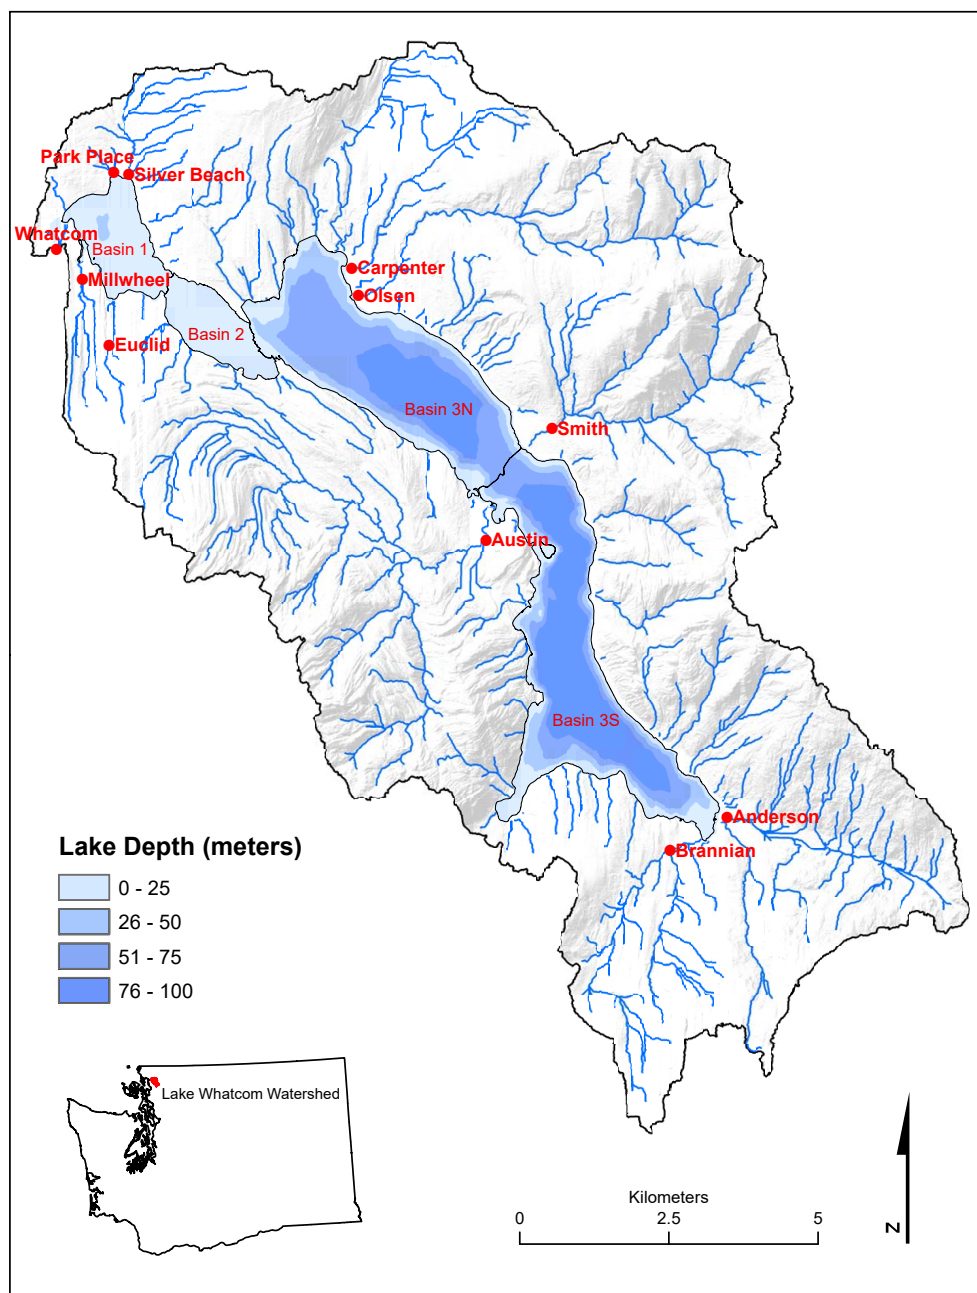 Park Place
Silver Beach
Whatcom
Basin 1
Carpenter
Millwheel
Olsen
Basin 2
Euclid
Basin 3N
Smith
Austin
Basin 3S
Anderson
Brannian
Lake Depth (meters)
0 - 25
26 - 50
51 - 75
76 - 100
Lake Whatcom Watershed
Kilometers
0 2.5 5
N